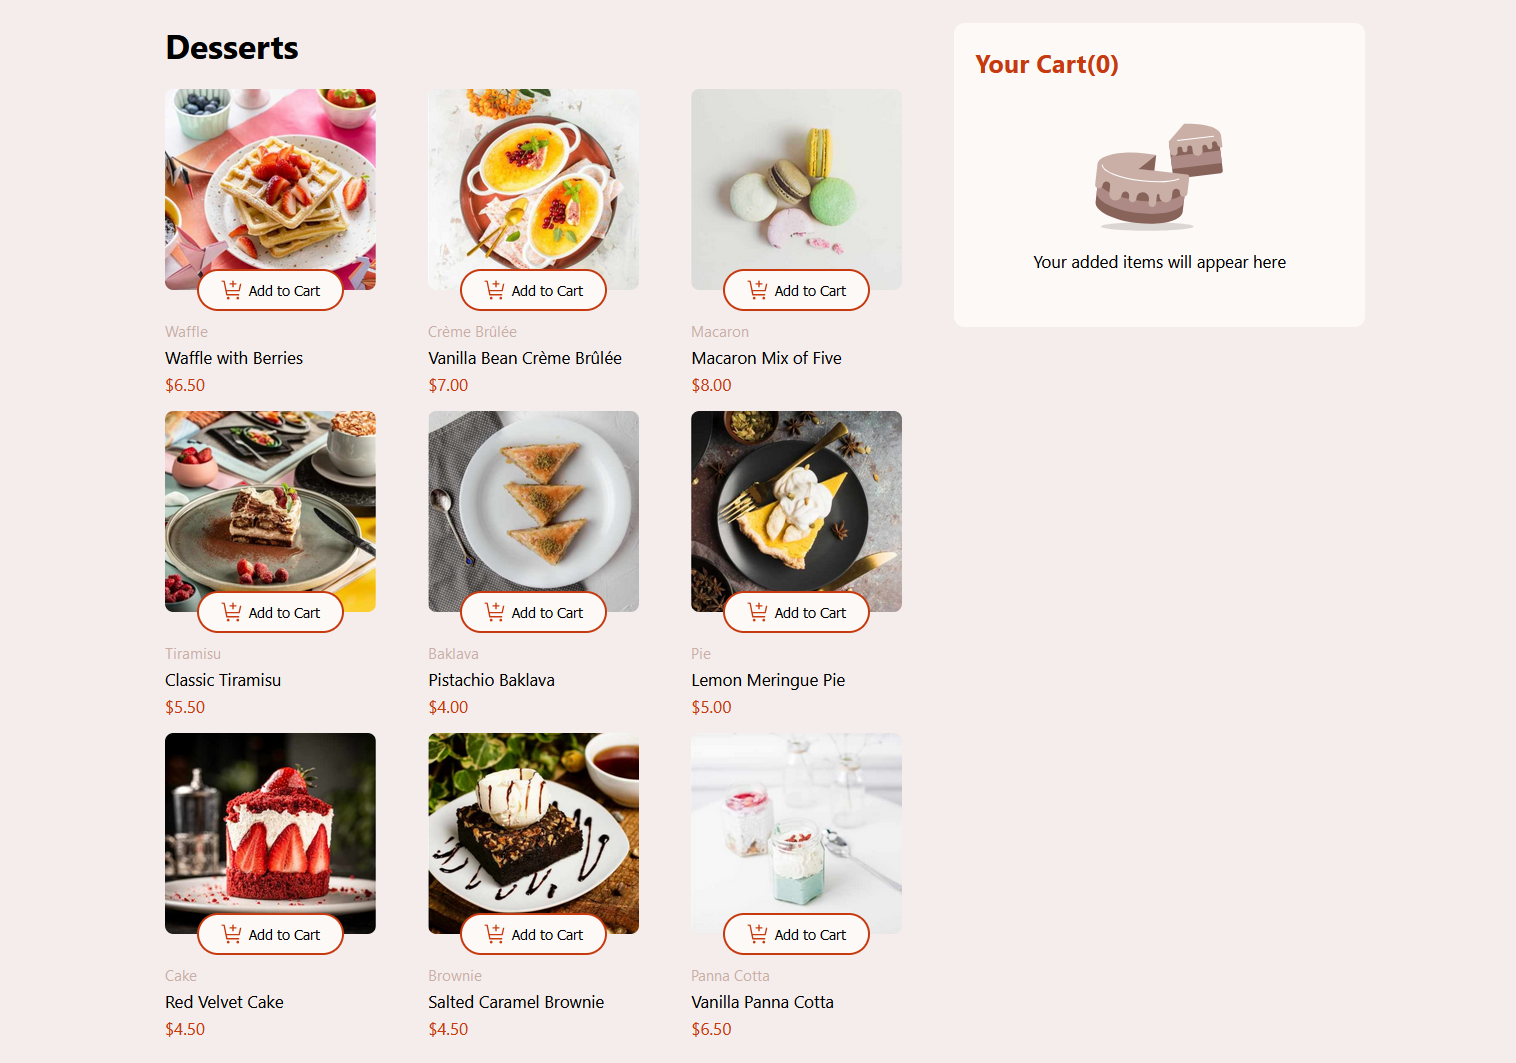 Desserts
Add to Cart
Waffle
Waffle with Berries
$6.50
Add to Cart
Crème Brûlée
Vanilla Bean Crème Brûlée
$7.00
Add to Cart
Macaron
Macaron Mix of Five
$8.00
Add to Cart
Tiramisu
Classic Tiramisu
$5.50
Add to Cart
Baklava
Pistachio Baklava
$4.00
Add to Cart
Pie
Lemon Meringue Pie
$5.00
Add to Cart
Cake
Red Velvet Cake
$4.50
Add to Cart
Brownie
Salted Caramel Brownie
$4.50
Add to Cart
Panna Cotta
Vanilla Panna Cotta
$6.50
Your Cart(0)
Your added items will appear here